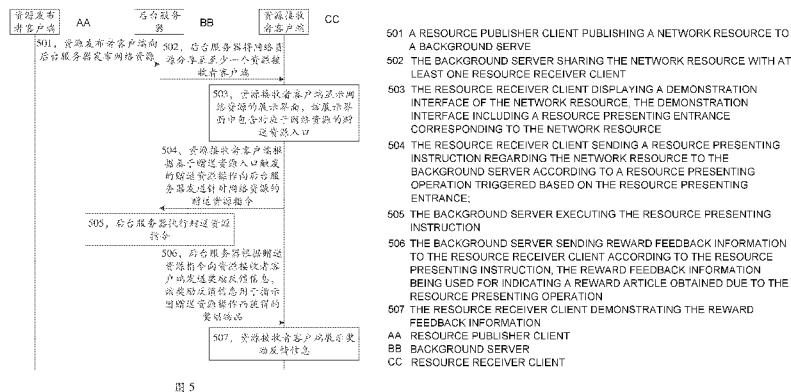 资源发布者客户端
AA
后台服务器
BB
资源接收者客户端
CC
501，资源发布者客户端向
后台服务器发布网络资源
502，后台服务器将网络资
源分享至至少一个资源接
收者客户端
503，资源接收者客户端显示网
络资源的展示界面，该展示界
面中包含对应于网络资源的赠
送资源入口
504，资源接收者客户端根
据基于赠送资源入口触发
的赠送资源操作向后台服
务器发送针对网络资源的
赠送资源指令
505，后台服务器执行赠送资源
指令
506，后台服务器根据赠送
资源指令向资源接收者客
户端发送奖励反馈信息，
该奖励反馈信息用于指示
因赠送资源操作而获得的
奖励物品
507，资源接收者客户端展示奖
励反馈信息
图 5
501 A RESOURCE PUBLISHER CLIENT PUBLISHING A NETWORK RESOURCE TO
A BACKGROUND SERVE
502 THE BACKGROUND SERVER SHARING THE NETWORK RESOURCE WITH AT
LEAST ONE RESOURCE RECEIVER CLIENT
503 THE RESOURCE RECEIVER CLIENT DISPLAYING A DEMONSTRATION
INTERFACE OF THE NETWORK RESOURCE, THE DEMONSTRATION
INTERFACE INCLUDING A RESOURCE PRESENTING ENTRANCE
CORRESPONDING TO THE NETWORK RESOURCE
504 THE RESOURCE RECEIVER CLIENT SENDING A RESOURCE PRESENTING
INSTRUCTION REGARDING THE NETWORK RESOURCE TO THE
BACKGROUND SERVER ACCORDING TO A RESOURCE PRESENTING
OPERATION TRIGGERED BASED ON THE RESOURCE PRESENTING
ENTRANCE;
505 THE BACKGROUND SERVER EXECUTING THE RESOURCE PRESENTING
INSTRUCTION
506 THE BACKGROUND SERVER SENDING REWARD FEEDBACK INFORMATION
TO THE RESOURCE RECEIVER CLIENT ACCORDING TO THE RESOURCE
PRESENTING INSTRUCTION, THE REWARD FEEDBACK INFORMATION
BEING USED FOR INDICATING A REWARD ARTICLE OBTAINED DUE TO THE
RESOURCE PRESENTING OPERATION
507 THE RESOURCE RECEIVER CLIENT DEMONSTRATING THE REWARD
FEEDBACK INFORMATION
AA RESOURCE PUBLISHER CLIENT
BB BACKGROUND SERVER
CC RESOURCE RECEIVER CLIENT